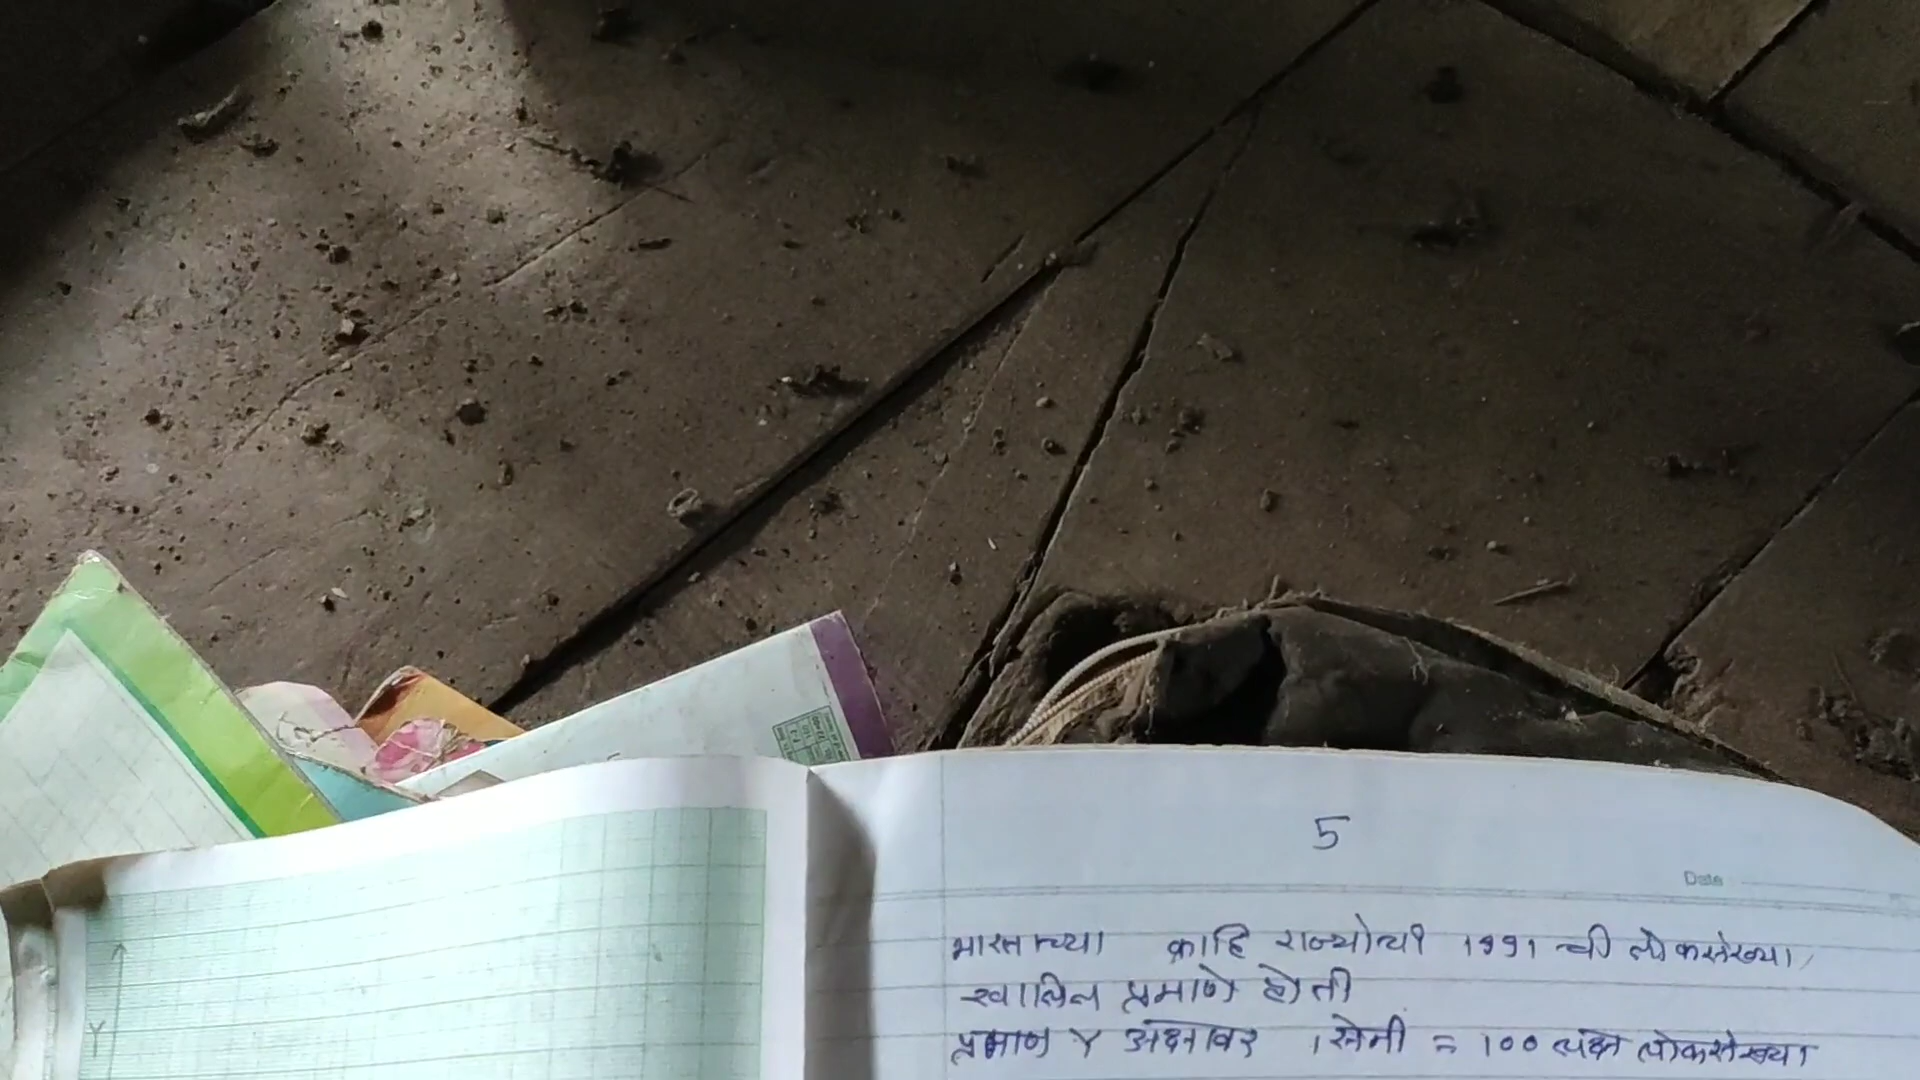 5
Date
भारताच्या काहि राज्योची 1991 ची लोकसंख्या
खालिल प्रमाणे होती
प्रमाण Y अक्षावर 1 सेमी = 100 लक्ष लोकसंख्या
Y